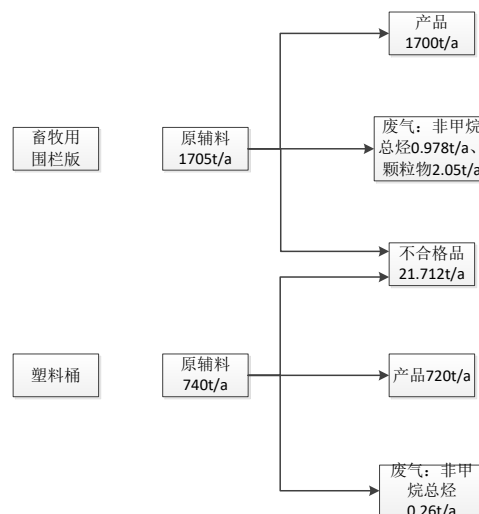 产品
1700t/a
畜牧用
围栏版
原辅料
1705t/a
废气：非甲烷
总烃0.978t/a、
颗粒物2.05t/a
不合格品
21.712t/a
塑料桶
原辅料
740t/a
产品720t/a
废气：非甲
烷总烃
0.26t/a